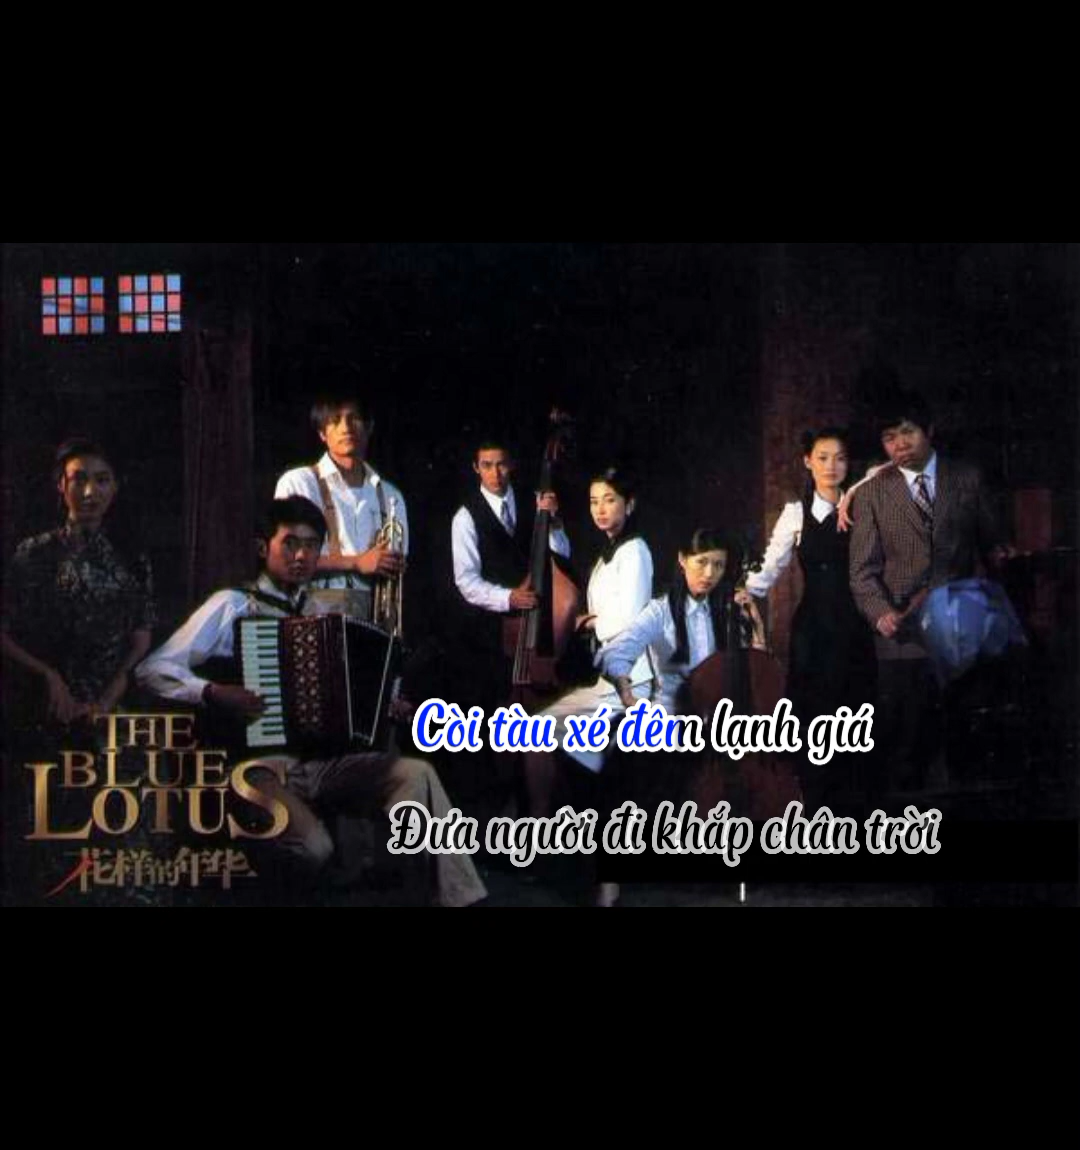 THE
BLUE
LOTUS
花样的年华
Còi tàu xé đêm lạnh giá
Đưa người đi khắp chân trời